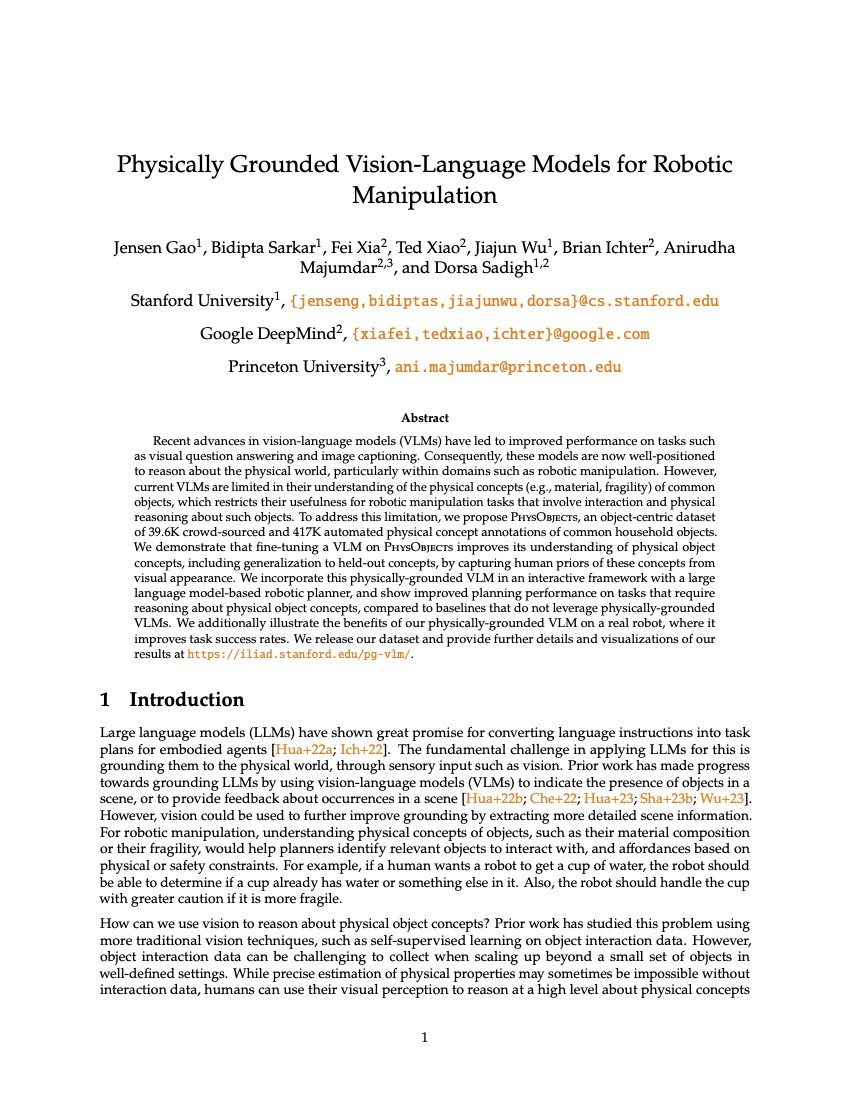 Physically Grounded Vision-Language Models for Robotic
Manipulation
Jensen Gao1, Bidipta Sarkar1, Fei Xia2, Ted Xiao2, Jiajun Wu1, Brian Ichter2, Anirudha
Majumdar2,3, and Dorsa Sadigh1,2
Stanford University1, {jenseng,bidiptas,jiajunwu,dorsa}@cs.stanford.edu
Google DeepMind2, {xiafei,tedxiao,ichter}@google.com
Princeton University3, ani.majumdar@princeton.edu
Abstract
Recent advances in vision-language models (VLMs) have led to improved performance on tasks such
as visual question answering and image captioning. Consequently, these models are now well-positioned
to reason about the physical world, particularly within domains such as robotic manipulation. However,
current VLMs are limited in their understanding of the physical concepts (e.g., material, fragility) of common
objects, which restricts their usefulness for robotic manipulation tasks that involve interaction and physical
reasoning about such objects. To address this limitation, we propose PhysObjects, an object-centric dataset
of 39.6K crowd-sourced and 417K automated physical concept annotations of common household objects.
We demonstrate that fine-tuning a VLM on PhysObjects improves its understanding of physical object
concepts, including generalization to held-out concepts, by capturing human priors of these concepts from
visual appearance. We incorporate this physically-grounded VLM in an interactive framework with a large
language model-based robotic planner, and show improved planning performance on tasks that require
reasoning about physical object concepts, compared to baselines that do not leverage physically-grounded
VLMs. We additionally illustrate the benefits of our physically-grounded VLM on a real robot, where it
improves task success rates. We release our dataset and provide further details and visualizations of our
results at https://iliad.stanford.edu/pg-vlm/.
1 Introduction
Large language models (LLMs) have shown great promise for converting language instructions into task
plans for embodied agents [Hua+22a; Ich+22]. The fundamental challenge in applying LLMs for this is
grounding them to the physical world, through sensory input such as vision. Prior work has made progress
towards grounding LLMs by using vision-language models (VLMs) to indicate the presence of objects in a
scene, or to provide feedback about occurrences in a scene [Hua+22b; Che+22; Hua+23; Sha+23b; Wu+23].
However, vision could be used to further improve grounding by extracting more detailed scene information.
For robotic manipulation, understanding physical concepts of objects, such as their material composition
or their fragility, would help planners identify relevant objects to interact with, and affordances based on
physical or safety constraints. For example, if a human wants a robot to get a cup of water, the robot should
be able to determine if a cup already has water or something else in it. Also, the robot should handle the cup
with greater caution if it is more fragile.
How can we use vision to reason about physical object concepts? Prior work has studied this problem using
more traditional vision techniques, such as self-supervised learning on object interaction data. However,
object interaction data can be challenging to collect when scaling up beyond a small set of objects in
well-defined settings. While precise estimation of physical properties may sometimes be impossible without
interaction data, humans can use their visual perception to reason at a high level about physical concepts
1